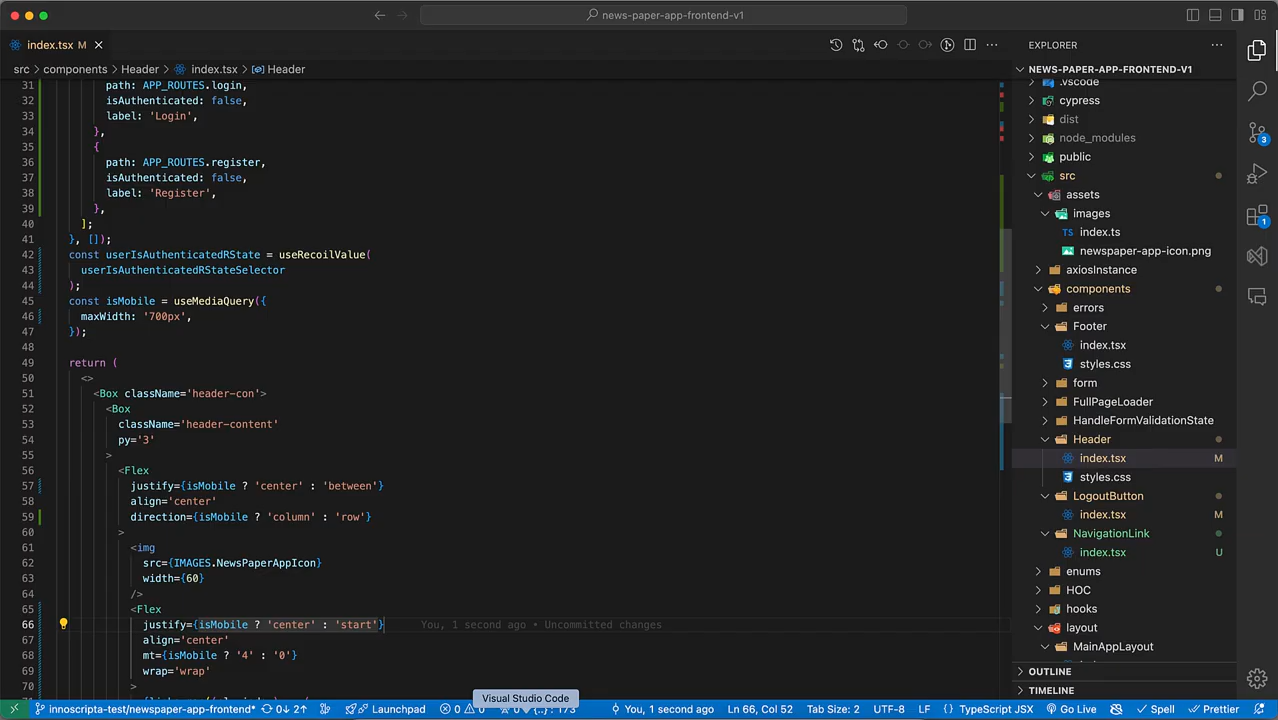 news-paper-app-frontend-v1
index.tsx M
EXPLORER
src > components > Header > index.tsx > Header
31 path: APP_ROUTES.login,
32 isAuthenticated: false,
33 label: 'Login',
34 },
35 {
36 path: APP_ROUTES.register,
37 isAuthenticated: false,
38 label: 'Register',
39 },
40 ];
41 }, []);
42 const userIsAuthenticatedRState = useRecoilValue(
43 userIsAuthenticatedRStateSelector
44 );
45 const isMobile = useMediaQuery({
46 maxWidth: '700px',
47 });
48
49 return (
50 <>
51 <Box className='header-con'>
52 <Box
53 className='header-content'
54 py='3'
55 >
56 <Flex
57 justify={isMobile ? 'center' : 'between'}
58 align='center'
59 direction={isMobile ? 'column' : 'row'}
60 >
61 <img
62 src={IMAGES.NewsPaperAppIcon}
63 width={60}
64 />
65 <Flex
66 justify={isMobile ? 'center' : 'start'} You, 1 second ago • Uncommitted changes
67 align='center'
68 mt={isMobile ? '4' : '0'}
69 wrap='wrap'
70 >
NEWS-PAPER-APP-FRONTEND-V1
.vscode
cypress
dist
node_modules
public
src
assets
images
TS index.ts
newspaper-app-icon.png
axiosInstance
components
errors
Footer
index.tsx
styles.css
form
FullPageLoader
HandleFormValidationState
Header
index.tsx M
styles.css
LogoutButton
index.tsx M
NavigationLink
index.tsx U
enums
HOC
hooks
layout
MainAppLayout
OUTLINE
TIMELINE
3
1
Visual Studio Code
innoscripta-test/newspaper-app-frontend* 0↓ 2↑ Launchpad 0 0 You, 1 second ago Ln 66, Col 52 Tab Size: 2 UTF-8 LF {} TypeScript JSX Go Live Spell Prettier